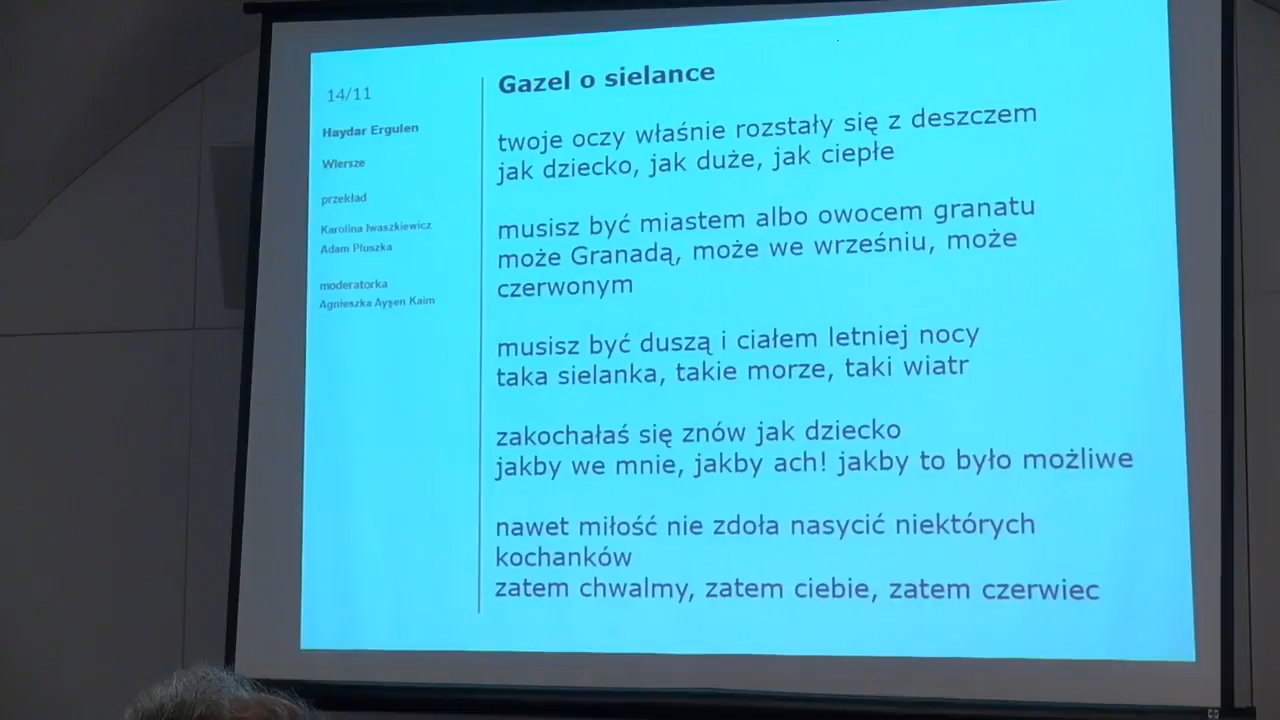 14/11
Haydar Ergulen
Wiersze
przekład
Karolina Iwaszkiewicz
Adam Pluszka
moderatorka
Agnieszka Ayşen Kaim
Gazel o sielance
twoje oczy właśnie rozstały się z deszczem
jak dziecko, jak duże, jak ciepłe
musisz być miastem albo owocem granatu
może Granadą, może we wrześniu, może
czerwonym
musisz być duszą i ciałem letniej nocy
taka sielanka, takie morze, taki wiatr
zakochałaś się znów jak dziecko
jakby we mnie, jakby ach! jakby to było możliwe
nawet miłość nie zdoła nasycić niektórych
kochanków
zatem chwalmy, zatem ciebie, zatem czerwiec